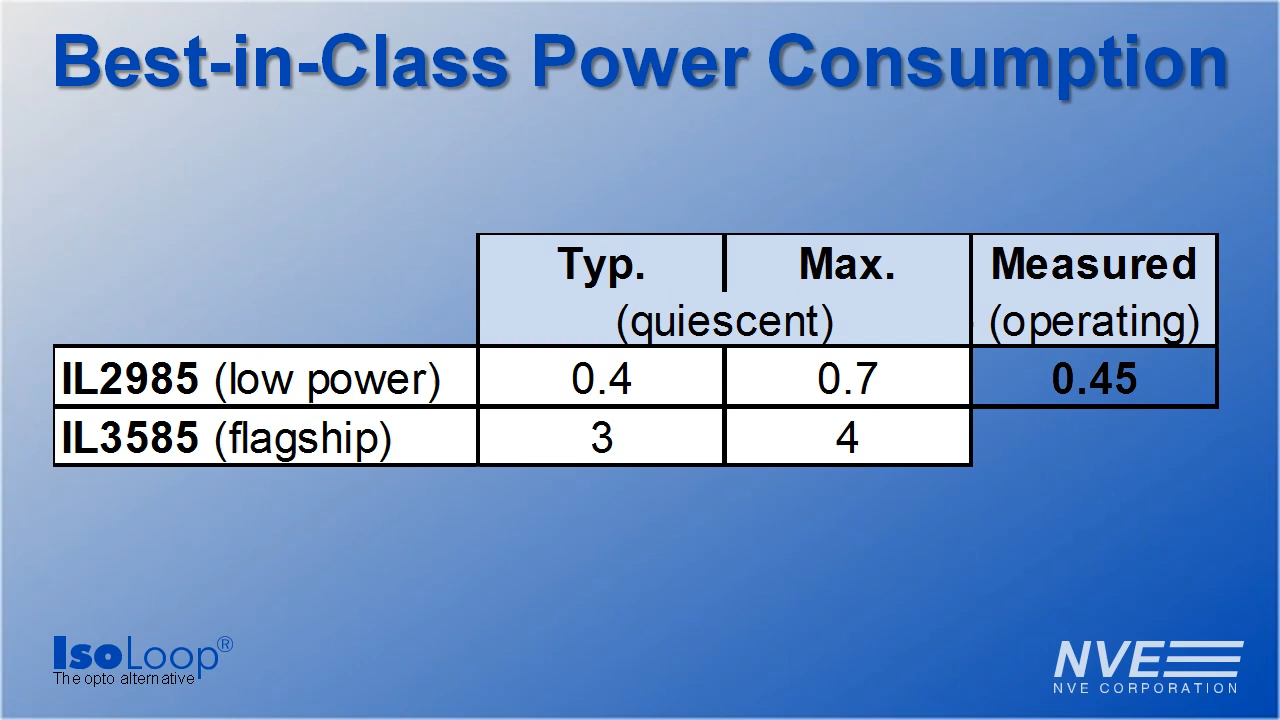 Best-in-Class Power Consumption
Typ. Max. Measured
(quiescent) (operating)
IL2985 (low power) 0.4 0.7 0.45
IL3585 (flagship) 3 4
IsoLoop®
The opto alternative
NVE
NVE CORPORATION